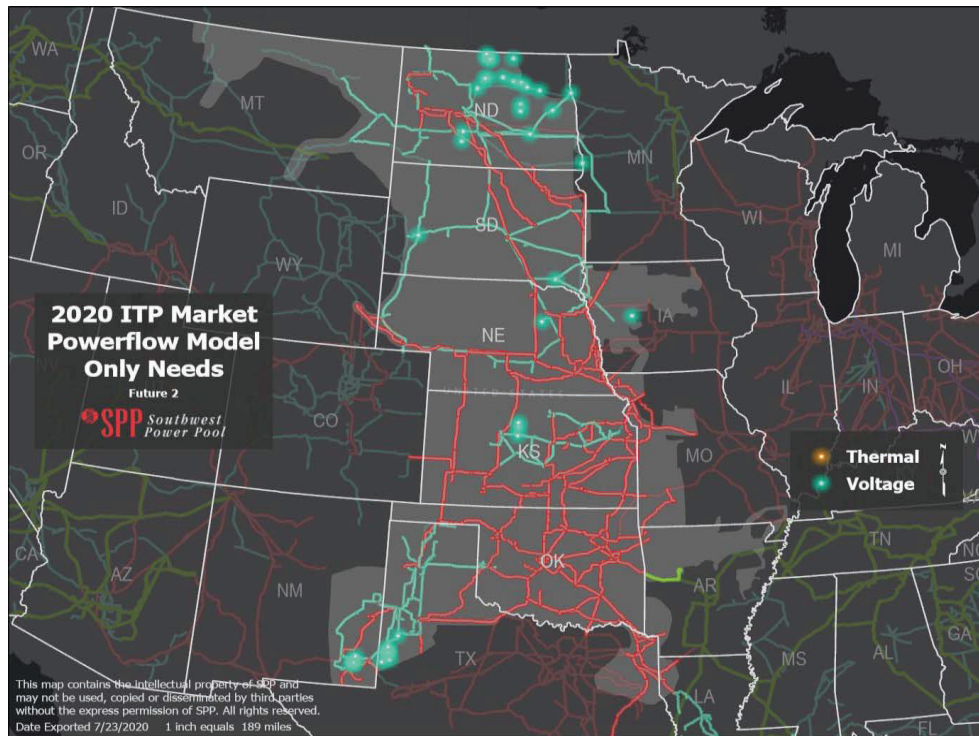 WA
MT
ND
MN
OR
ID
SD
WI
MI
WY
2020 ITP Market
Powerflow Model
Only Needs
Future 2
SPP Southwest
Power Pool
NE
IA
IL
IN
OH
UNITED STATES
CO
KS
MO
Thermal
Voltage
N
CA
AZ
NM
OK
AR
TN
TX
LA
MS
AL
GA
FL
This map contains the intellectual property of SPP and
may not be used, copied or disseminated by third parties
without the express permission of SPP. All rights reserved.
Date Exported 7/23/2020 1 inch equals 189 miles